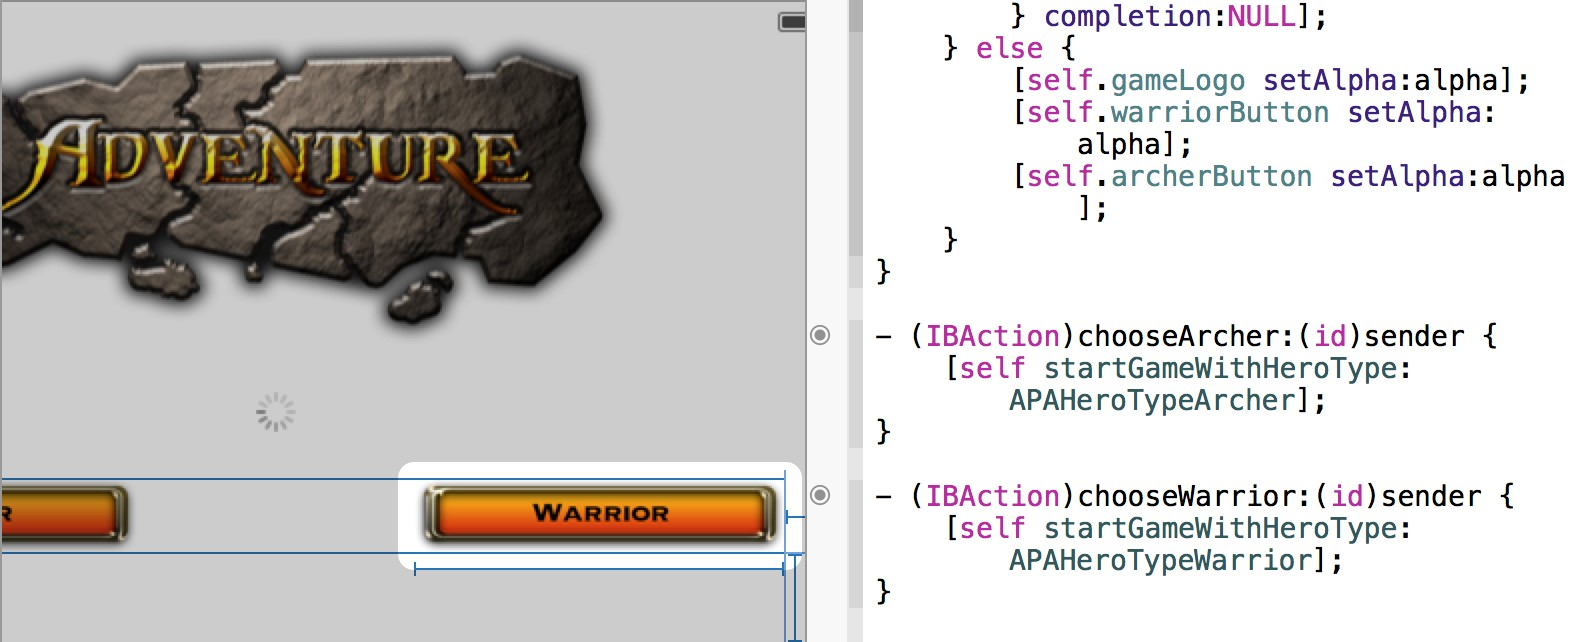 ADVENTURE
R
WARRIOR
} completion:NULL];
} else {
[self.gameLogo setAlpha:alpha];
[self.warriorButton setAlpha:
alpha];
[self.archerButton setAlpha:alpha
];
}
}
- (IBAction)chooseArcher:(id)sender {
[self startGameWithHeroType:
APAHeroTypeArcher];
}
- (IBAction)chooseWarrior:(id)sender {
[self startGameWithHeroType:
APAHeroTypeWarrior];
}